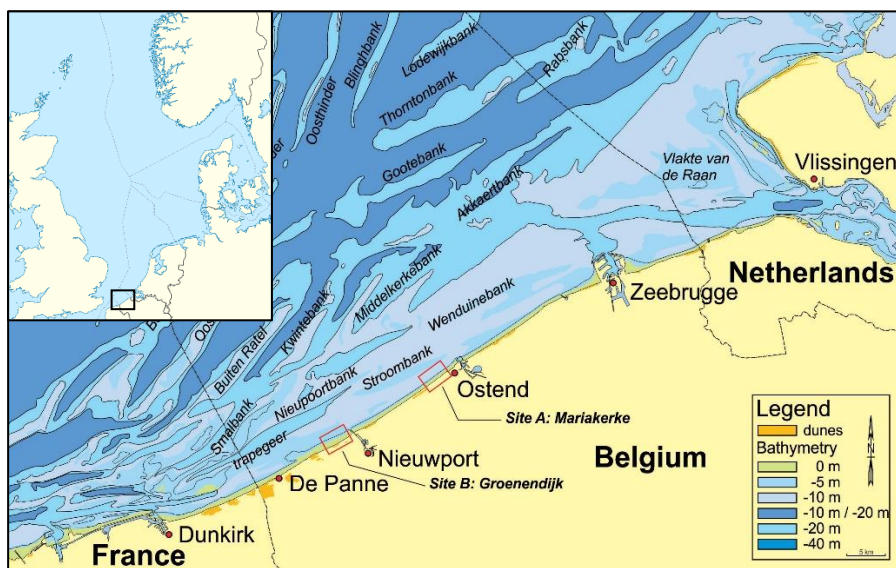 Lodewijkbank
Blinghbank
Oosthinder
Thorntonbank
Rabsbank
Gootebank
Akkaertbank
Vlakte van
de Raan
Vlissingen
Netherlands
Zeebrugge
Middelkerkebank
Wenduinebank
Kwintebank
Buiten Ratel
Nieupoortbank
Stroombank
Smalbank
trapegeer
Ostend
Site A: Mariakerke
Nieuwport
Belgium
Site B: Groenendijk
De Panne
Dunkirk
France
Legend
dunes
Bathymetry
0 m
-5 m
-10 m
-10 m / -20 m
-20 m
-40 m
N
5 km